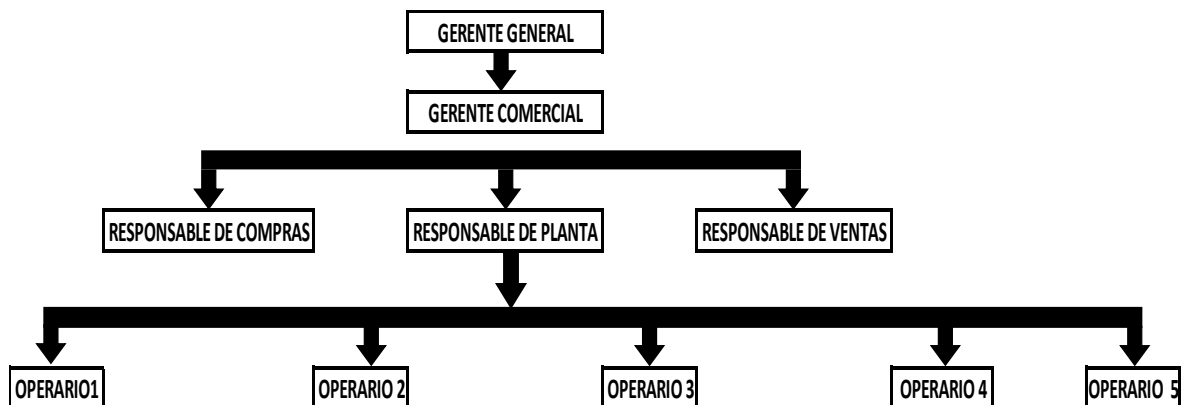 GERENTE GENERAL
GERENTE COMERCIAL
RESPONSABLE DE COMPRAS
RESPONSABLE DE PLANTA
RESPONSABLE DE VENTAS
OPERARIO1
OPERARIO 2
OPERARIO 3
OPERARIO 4
OPERARIO 5